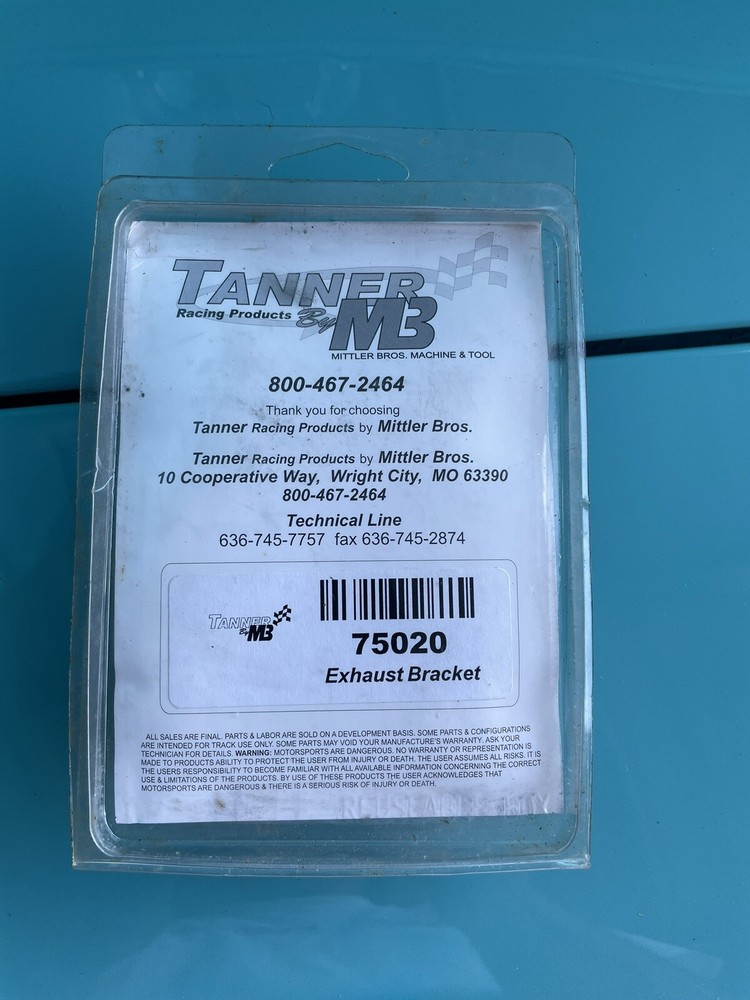 TANNER
Racing Products By MB
MITTLER BROS. MACHINE & TOOL
800-467-2464
Thank you for choosing
Tanner Racing Products by Mittler Bros.
Tanner Racing Products by Mittler Bros.
10 Cooperative Way, Wright City, MO 63390
800-467-2464
Technical Line
636-745-7757 fax 636-745-2874
TANNER
By MB
75020
Exhaust Bracket
ALL SALES ARE FINAL. PARTS & LABOR ARE SOLD ON A DEVELOPMENT BASIS. SOME PARTS & CONFIGURATIONS
ARE INTENDED FOR TRACK USE ONLY. SOME PARTS MAY VOID YOUR MANUFACTURE'S WARRANTY. ASK YOUR
TECHNICIAN FOR DETAILS. WARNING: MOTORSPORTS ARE DANGEROUS. NO WARRANTY OR REPRESENTATION IS
MADE TO PRODUCTS ABILITY TO PROTECT THE USER FROM INJURY OR DEATH. THE USER ASSUMES ALL RISKS. IT IS
THE USERS RESPONSIBILITY TO BECOME FAMILIAR WITH ALL AVAILABLE INFORMATION CONCERNING THE CORRECT
USE & LIMITATIONS OF THE PRODUCTS. BY USE OF THESE PRODUCTS THE USER ACKNOWLEDGES THAT
MOTORSPORTS ARE DANGEROUS & THERE IS A SERIOUS RISK OF INJURY OR DEATH.